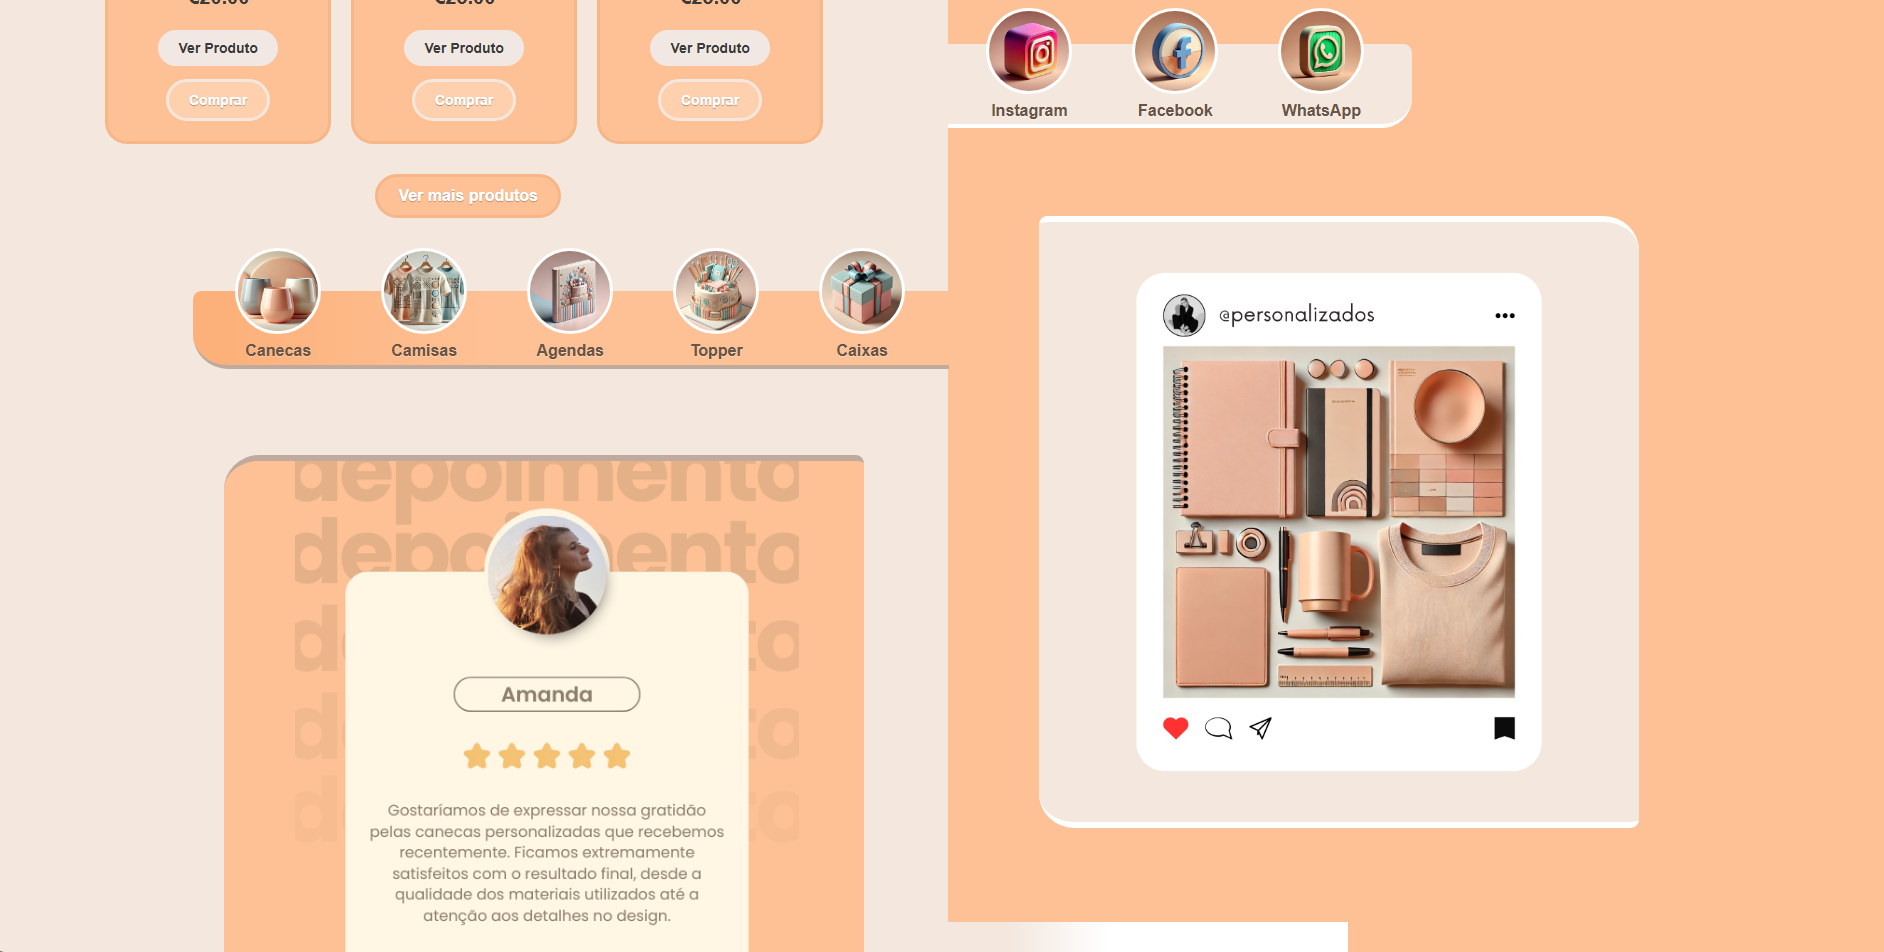 Ver Produto
Ver Produto
Ver Produto
Comprar
Comprar
Comprar
Ver mais produtos
Canecas
Camisas
Agendas
Topper
Caixas
depoimento
depoimento
Amanda
Gostaríamos de expressar nossa gratidão
pelas canecas personalizadas que recebemos
recentemente. Ficamos extremamente
satisfeitos com o resultado final, desde a
qualidade dos materiais utilizados até a
atenção aos detalhes no design.
Instagram
Facebook
WhatsApp
@personalizados